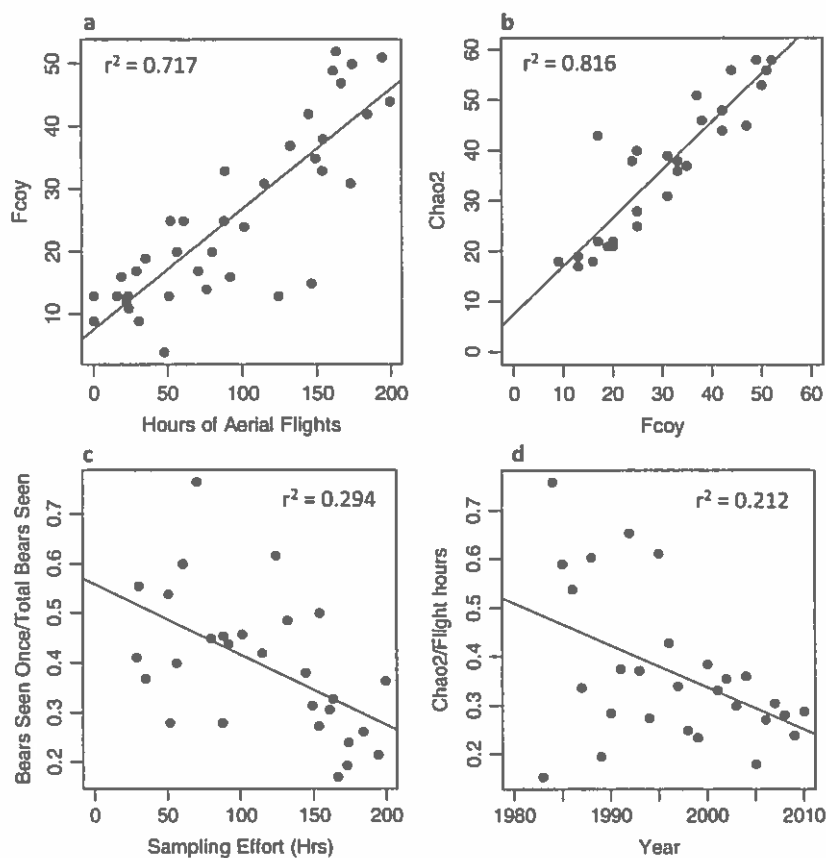 a
r² = 0.717
Fcoy
50
40
30
20
10
0 50 100 150 200
Hours of Aerial Flights
b
r² = 0.816
Chao2
60
50
40
30
20
10
0
0 10 20 30 40 50 60
Fcoy
c
r² = 0.294
Bears Seen Once/Total Bears Seen
0.7
0.6
0.5
0.4
0.3
0.2
0 50 100 150 200
Sampling Effort (Hrs)
d
r² = 0.212
Chao2/Flight hours
0.7
0.6
0.5
0.4
0.3
0.2
1980 1990 2000 2010
Year